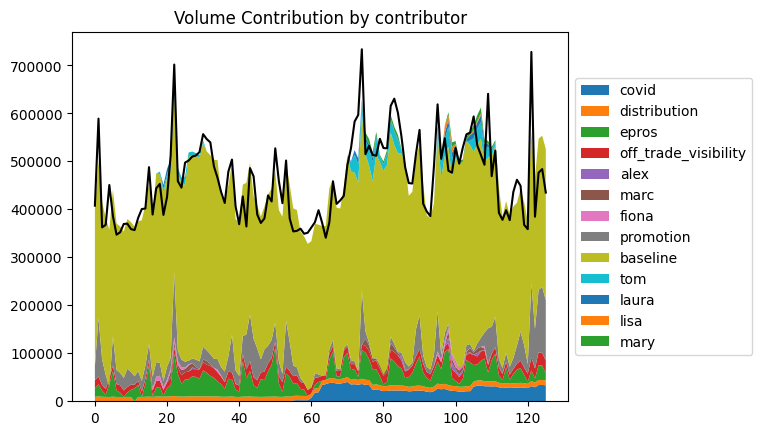 Volume Contribution by contributor
700000
600000
500000
400000
300000
200000
100000
0
0 20 40 60 80 100 120
covid
distribution
epros
off_trade_visibility
alex
marc
fiona
promotion
baseline
tom
laura
lisa
mary